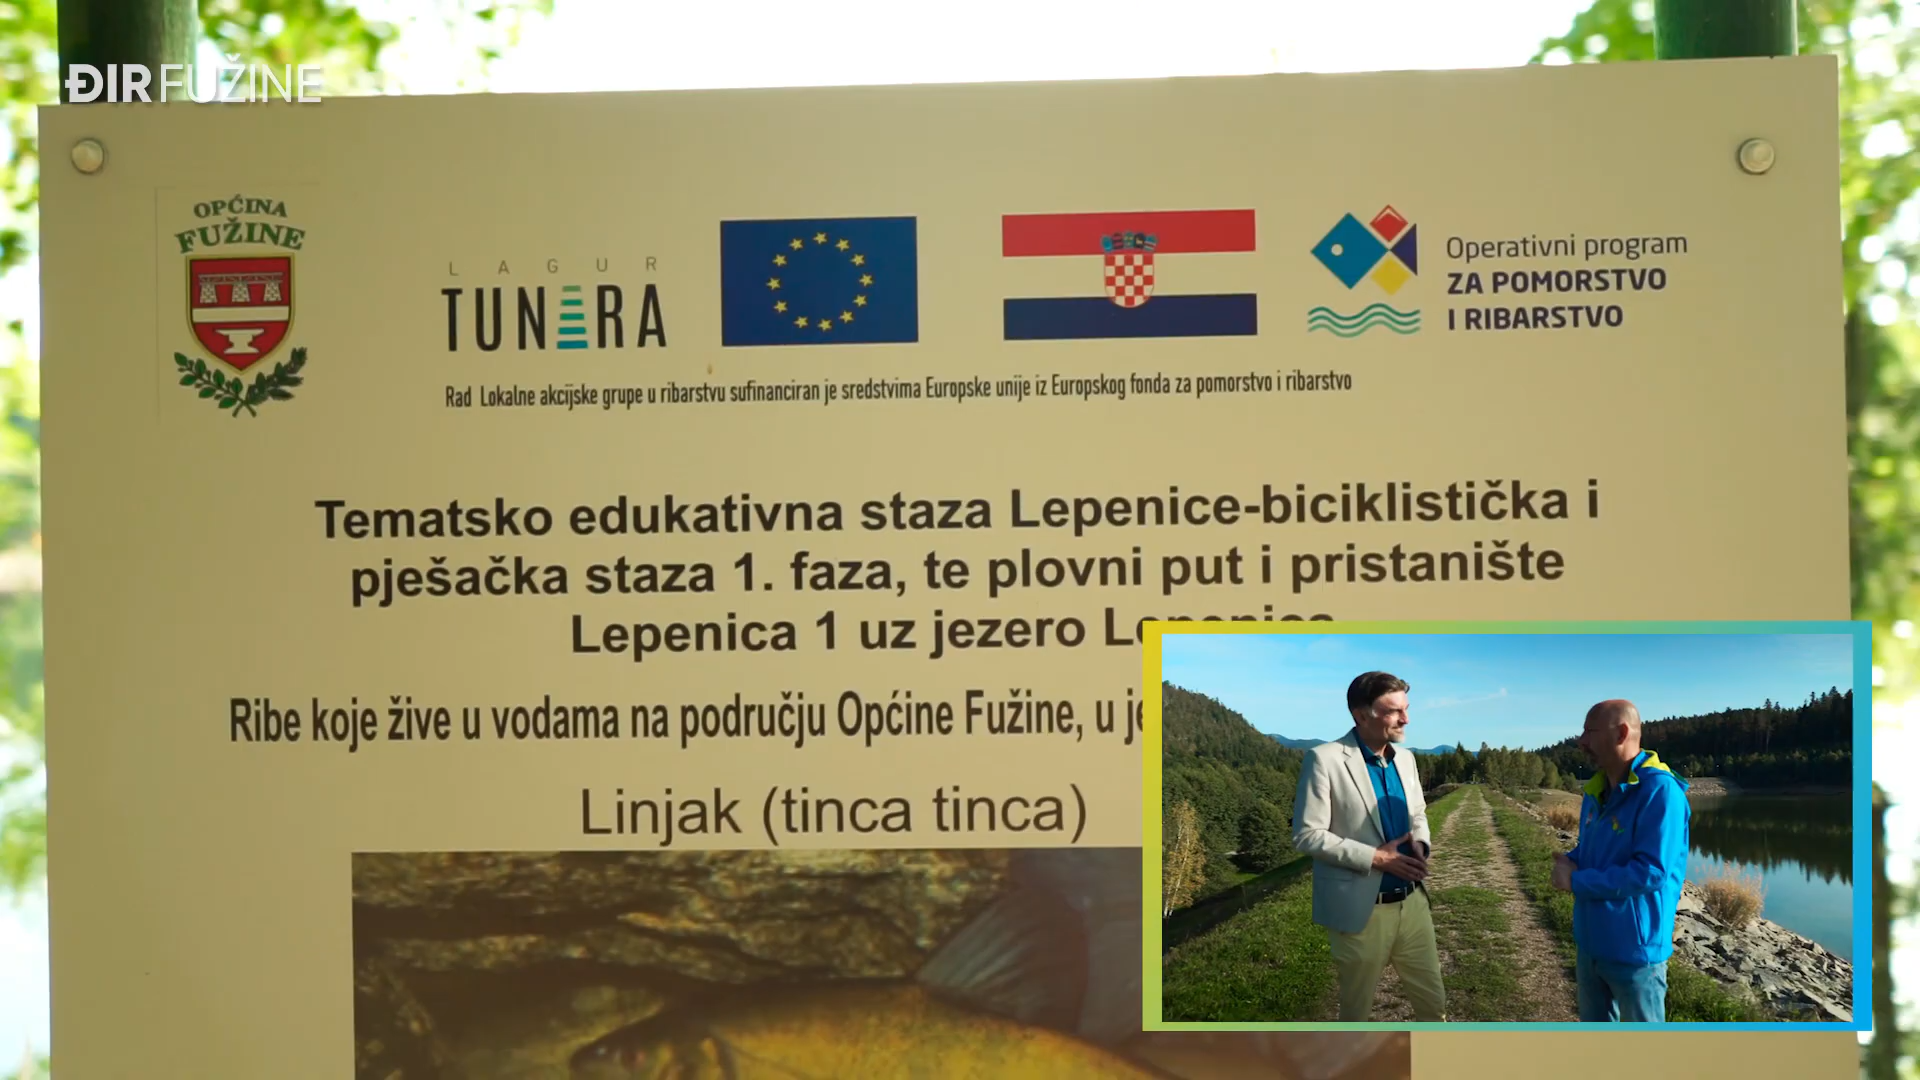 ĐIR FUŽINE
OPĆINA
FUŽINE
LAGUR
TUNERA
Operativni program
ZA POMORSTVO
I RIBARSTVO
Rad Lokalne akcijske grupe u ribarstvu sufinanciran je sredstvima Europske unije iz Europskog fonda za pomorstvo i ribarstvo
Tematsko edukativna staza Lepenice-biciklistička i
pješačka staza 1. faza, te plovni put i pristanište
Lepenica 1 uz jezero Lepenica
Ribe koje žive u vodama na području Općine Fužine, u
Linjak (tinca tinca)